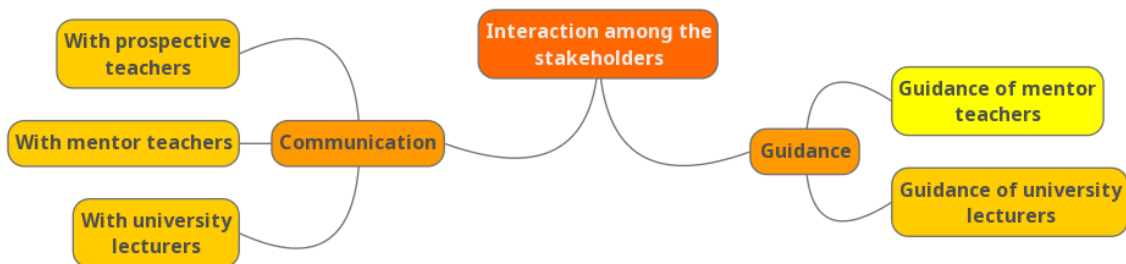 Interaction among the
stakeholders
With prospective
teachers
With mentor teachers
Communication
With university
lecturers
Guidance of mentor
teachers
Guidance
Guidance of university
lecturers